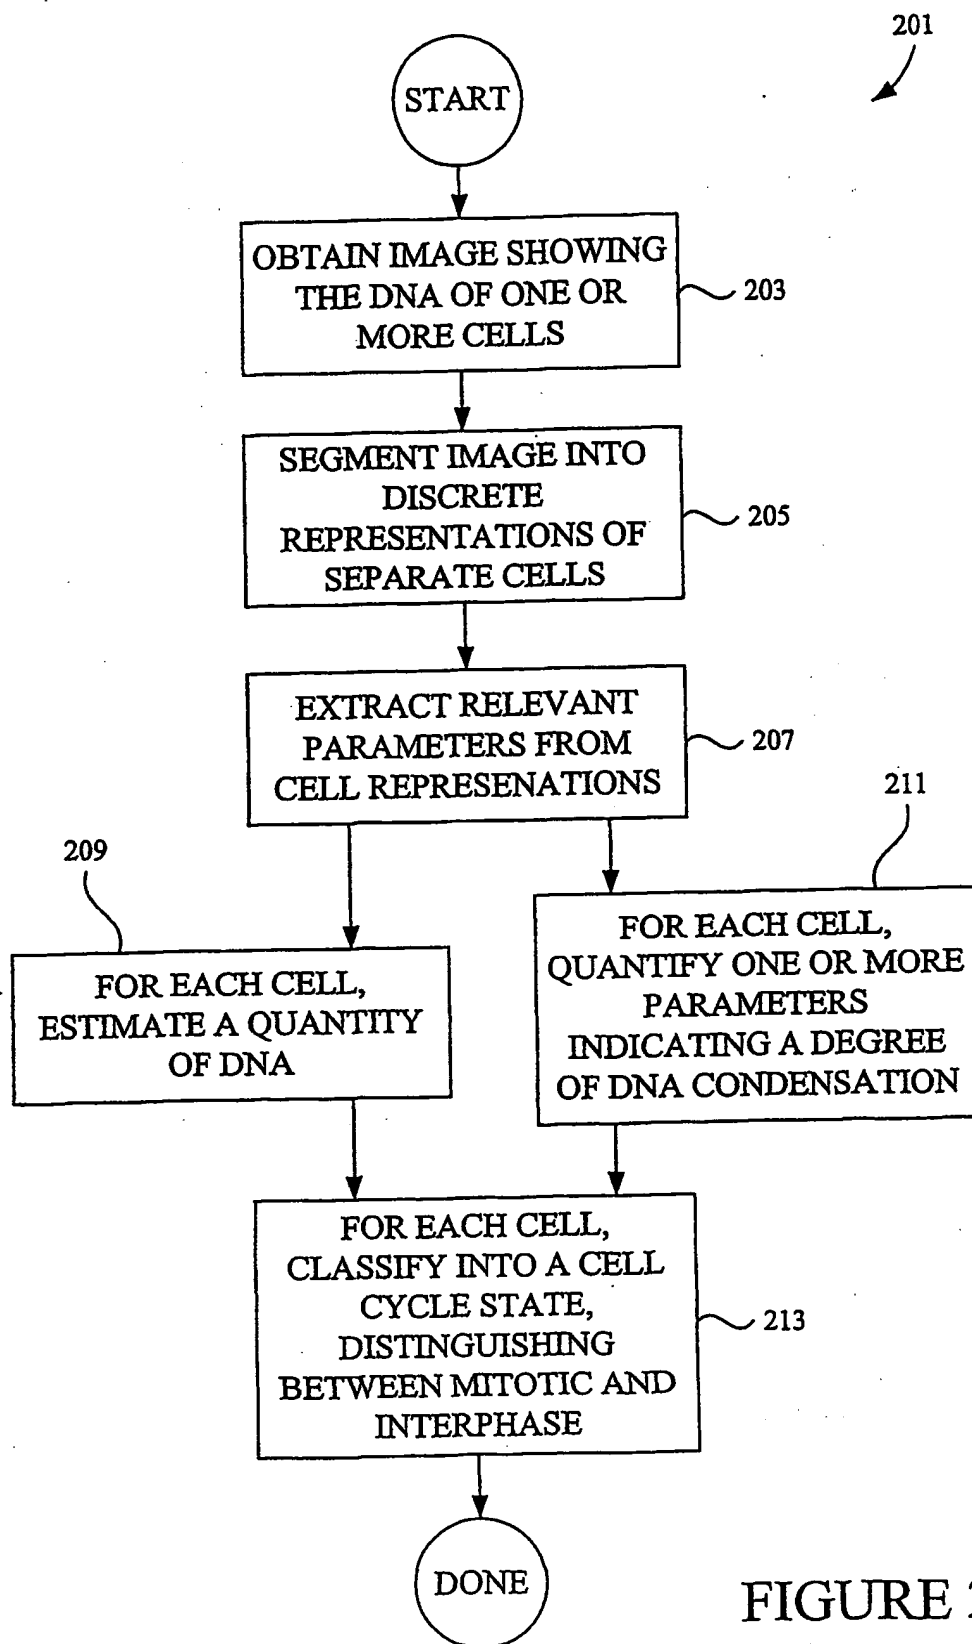 201
START
OBTAIN IMAGE SHOWING
THE DNA OF ONE OR
MORE CELLS
203
SEGMENT IMAGE INTO
DISCRETE
REPRESENTATIONS OF
SEPARATE CELLS
205
EXTRACT RELEVANT
PARAMETERS FROM
CELL REPRESENATIONS
207
209
211
FOR EACH CELL,
ESTIMATE A QUANTITY
OF DNA
FOR EACH CELL,
QUANTIFY ONE OR MORE
PARAMETERS
INDICATING A DEGREE
OF DNA CONDENSATION
FOR EACH CELL,
CLASSIFY INTO A CELL
CYCLE STATE,
DISTINGUISHING
BETWEEN MITOTIC AND
INTERPHASE
213
DONE
FIGURE